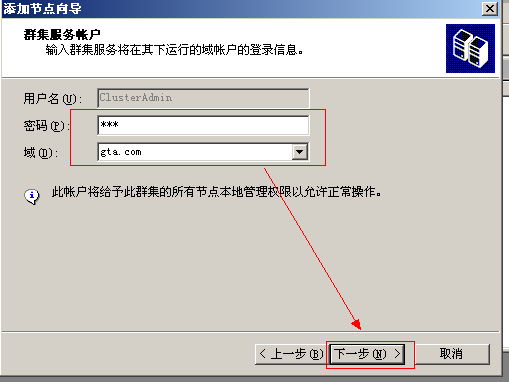 添加节点向导
群集服务帐户
输入群集服务将在其下运行的域帐户的登录信息。
用户名(U): ClusterAdmin
密码(P): ***
域(D): gta.com
此帐户将给予此群集的所有节点本地管理权限以允许正常操作。
< 上一步(B) 下一步(N) > 取消